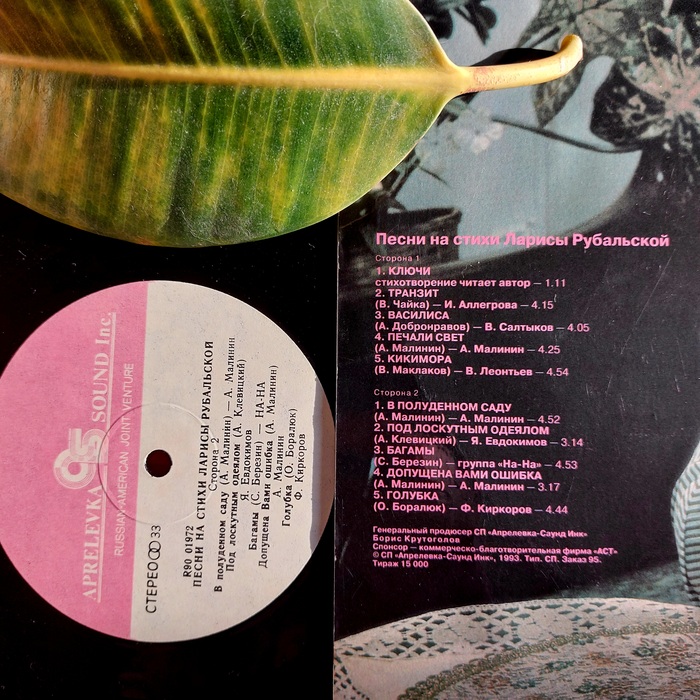 Песни на стихи Ларисы Рубальской
Сторона 1
1. КЛЮЧИ
стихотворение читает автор — 1.11
2. ТРАНЗИТ
(В. Чайка) — И. Аллегрова — 4.15
3. ВАСИЛИСА
(А. Добронравов) — В. Салтыков — 4.05
4. ПЕЧАЛИ СВЕТ
(А. Малинин) — А. Малинин — 4.25
5. КИКИМОРА
(В. Маклаков) — В. Леонтьев — 4.54
Сторона 2
1. В ПОЛУДЕННОМ САДУ
(А. Малинин) — А. Малинин — 4.52
2. ПОД ЛОСКУТНЫМ ОДЕЯЛОМ
(А. Клевицкий) — Я. Евдокимов — 3.14
3. БАГАМЫ
(С. Березин) — группа «На-На» — 4.53
4. ДОПУЩЕНА ВАМИ ОШИБКА
(А. Малинин) — А. Малинин — 3.17
5. ГОЛУБКА
(О. Боралюк) — Ф. Киркоров — 4.44
Генеральный продюсер СП «Апрелевка-Саунд Инк»
Борис Крутоголов
Спонсор — коммерческо-благотворительная фирма «АСТ»
© СП «Апрелевка-Саунд Инк», 1993. Тип. СП. Заказ 95.
Тираж 15 000
APRELEVKA SOUND Inc.
RUSSIAN-AMERICAN JOINT VENTURE
СТЕРЕО 33
R90 01972
ПЕСНИ НА СТИХИ ЛАРИСЫ РУБАЛЬСКОЙ
Сторона 2
В полуденном саду (А. Малинин) — А. Малинин
Под лоскутным одеялом (А. Клевицкий)
Я. Евдокимов
Багамы (С. Березин) — НА-НА
Допущена Вами ошибка (А. Малинин)
А. Малинин
Голубка (О. Боралюк)
Ф. Киркоров